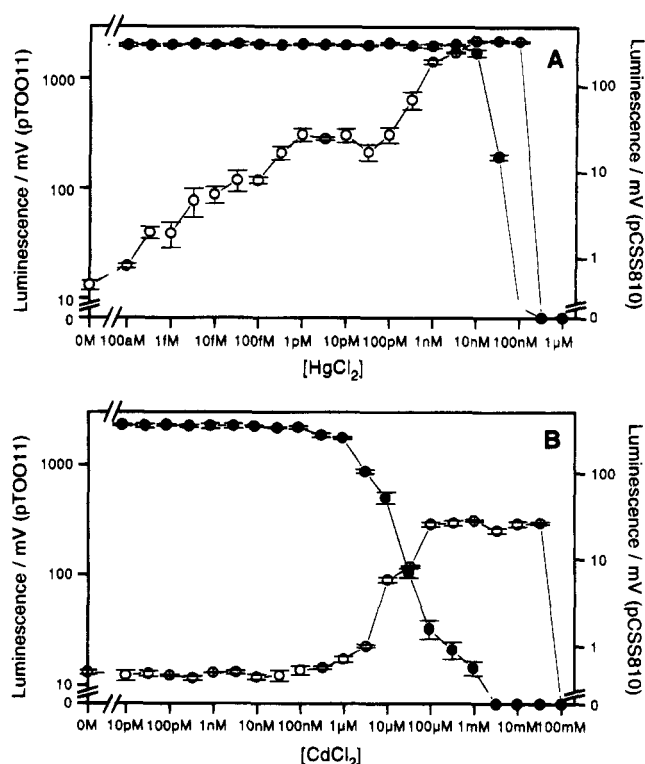 A
Luminescence / mV (pTOO11)
1000
100
10
0
Luminescence / mV (pCSS810)
100
10
1
0
0M 100aM 1fM 10fM 100fM 1pM 10pM 100pM 1nM 10nM 100nM 1µM
[HgCl2]
B
Luminescence / mV (pTOO11)
1000
100
10
0
Luminescence / mV (pCSS810)
100
10
1
0
0M 10pM 100pM 1nM 10nM 100nM 1µM 10µM 100µM 1mM 10mM 100mM
[CdCl2]